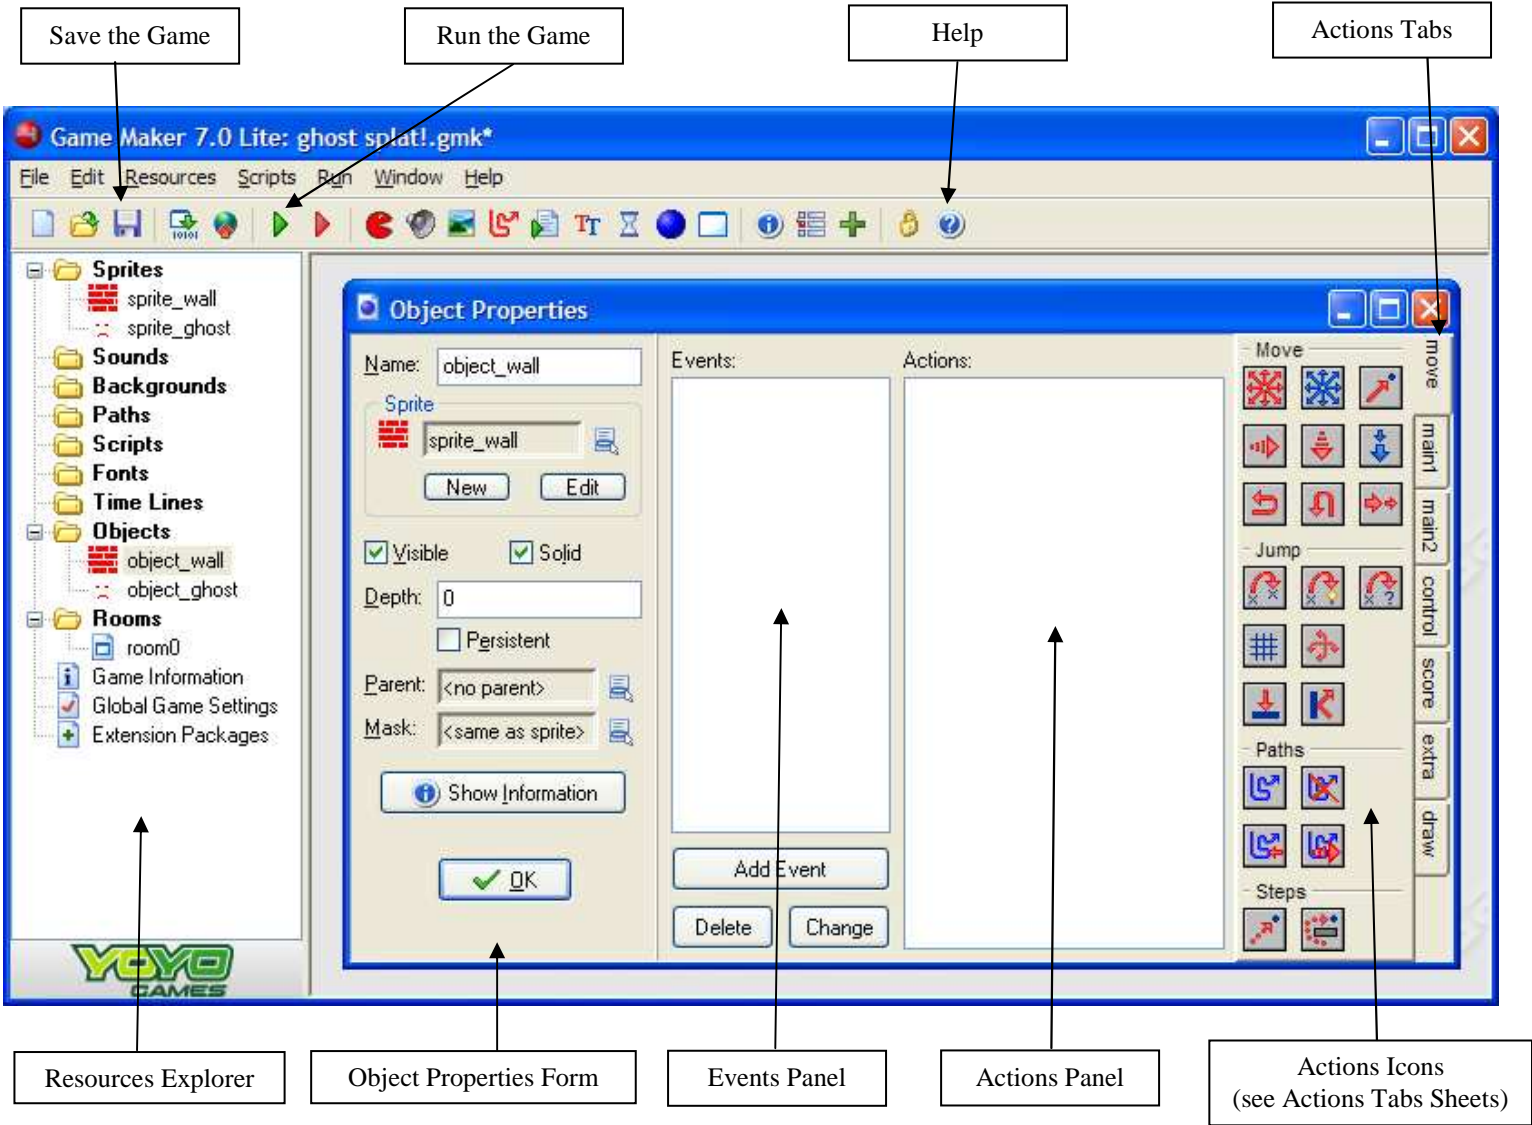 Save the Game
Run the Game
Help
Actions Tabs
Game Maker 7.0 Lite: ghost splat!.gmk*
File Edit Resources Scripts Run Window Help
Sprites
sprite_wall
sprite_ghost
Sounds
Backgrounds
Paths
Scripts
Fonts
Time Lines
Objects
object_wall
object_ghost
Rooms
room0
Game Information
Global Game Settings
Extension Packages
YOYO
GAMES
Object Properties
Name: object_wall
Sprite
sprite_wall
New Edit
Visible Solid
Depth: 0
Persistent
Parent: <no parent>
Mask: <same as sprite>
Show Information
OK
Events:
Add Event
Delete Change
Actions:
Move
Jump
Paths
Steps
move
main1
main2
control
score
extra
draw
Resources Explorer
Object Properties Form
Events Panel
Actions Panel
Actions Icons
(see Actions Tabs Sheets)